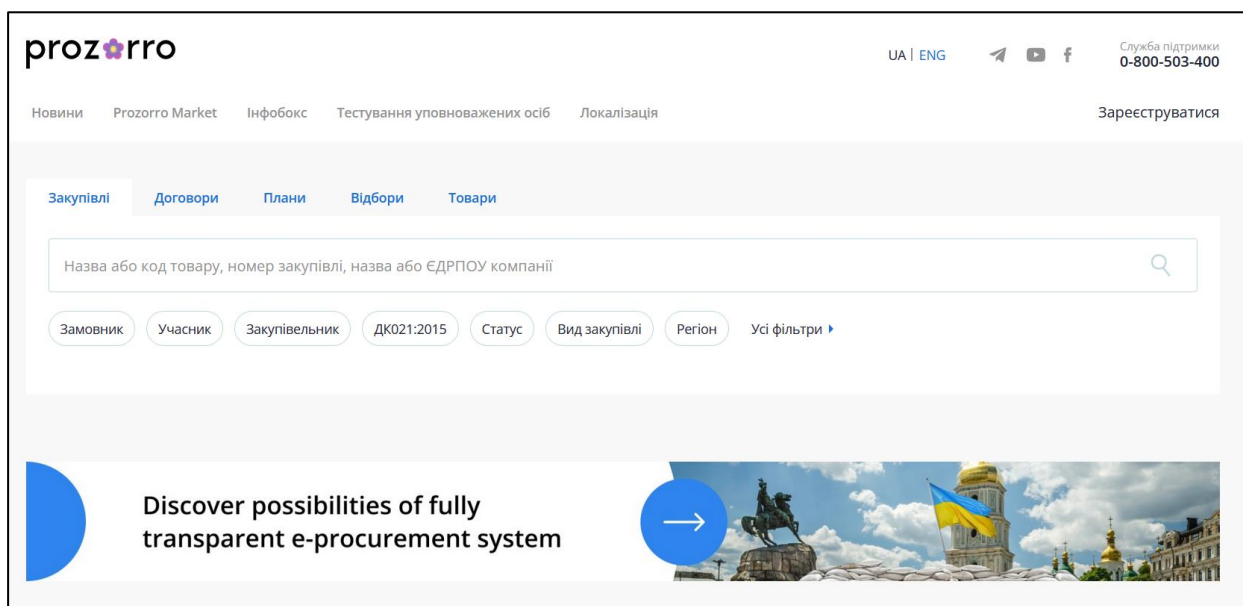 prozorro
UA | ENG
Служба підтримки
0-800-503-400
Новини Prozorro Market Інфобокс Тестування уповноважених осіб Локалізація Зареєструватися
Закупівлі Договори Плани Відбори Товари
Назва або код товару, номер закупівлі, назва або ЄДРПОУ компанії
Замовник Учасник Закупівельник ДК021:2015 Статус Вид закупівлі Регіон Усі фільтри
Discover possibilities of fully
transparent e-procurement system